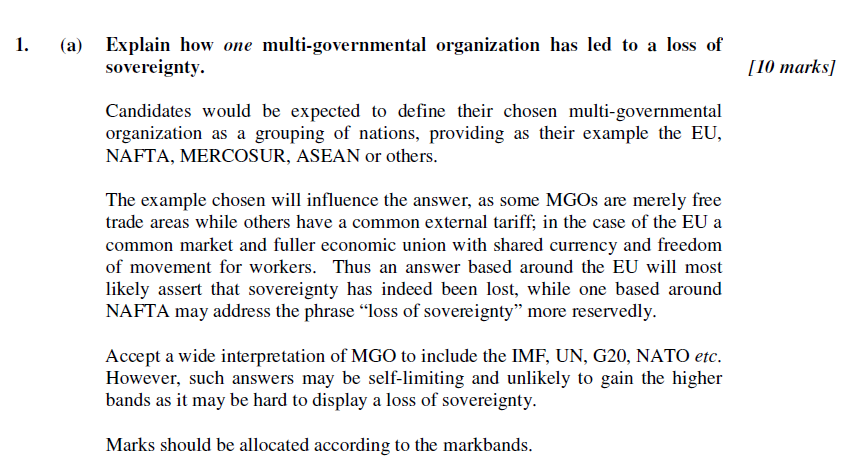 1. (a) Explain how one multi-governmental organization has led to a loss of
sovereignty. [10 marks]
Candidates would be expected to define their chosen multi-governmental
organization as a grouping of nations, providing as their example the EU,
NAFTA, MERCOSUR, ASEAN or others.
The example chosen will influence the answer, as some MGOs are merely free
trade areas while others have a common external tariff; in the case of the EU a
common market and fuller economic union with shared currency and freedom
of movement for workers. Thus an answer based around the EU will most
likely assert that sovereignty has indeed been lost, while one based around
NAFTA may address the phrase “loss of sovereignty” more reservedly.
Accept a wide interpretation of MGO to include the IMF, UN, G20, NATO etc.
However, such answers may be self-limiting and unlikely to gain the higher
bands as it may be hard to display a loss of sovereignty.
Marks should be allocated according to the markbands.